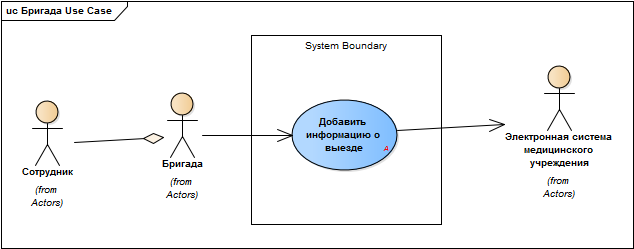 uc Бригада Use Case
System Boundary
Добавить
информацию о
выезде
A
Сотрудник
(from
Actors)
Бригада
(from
Actors)
Электронная система
медицинского
учреждения
(from
Actors)